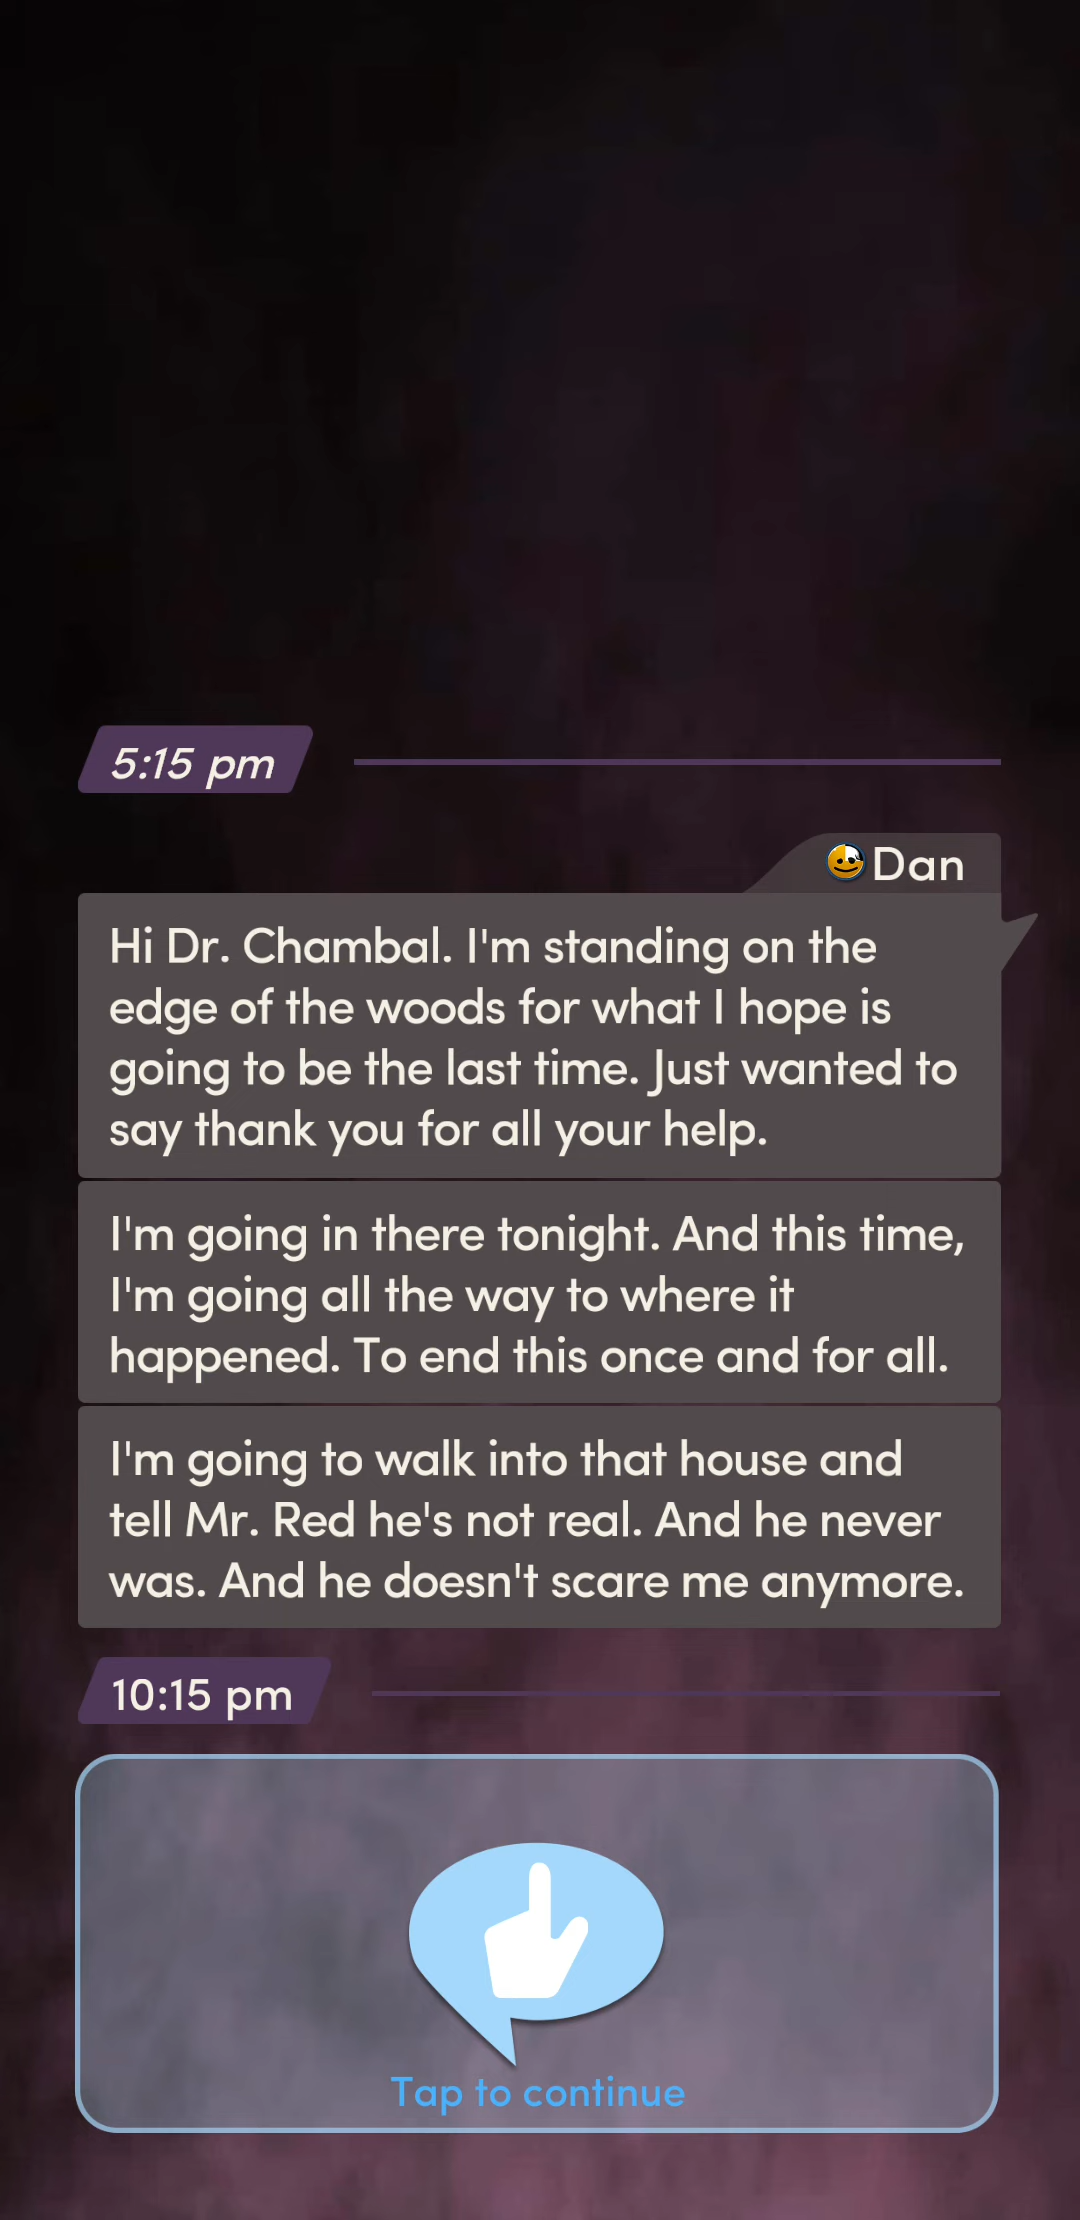 5:15 pm
Dan
Hi Dr. Chambal. I'm standing on the
edge of the woods for what I hope is
going to be the last time. Just wanted to
say thank you for all your help.
I'm going in there tonight. And this time,
I'm going all the way to where it
happened. To end this once and for all.
I'm going to walk into that house and
tell Mr. Red he's not real. And he never
was. And he doesn't scare me anymore.
10:15 pm
Tap to continue